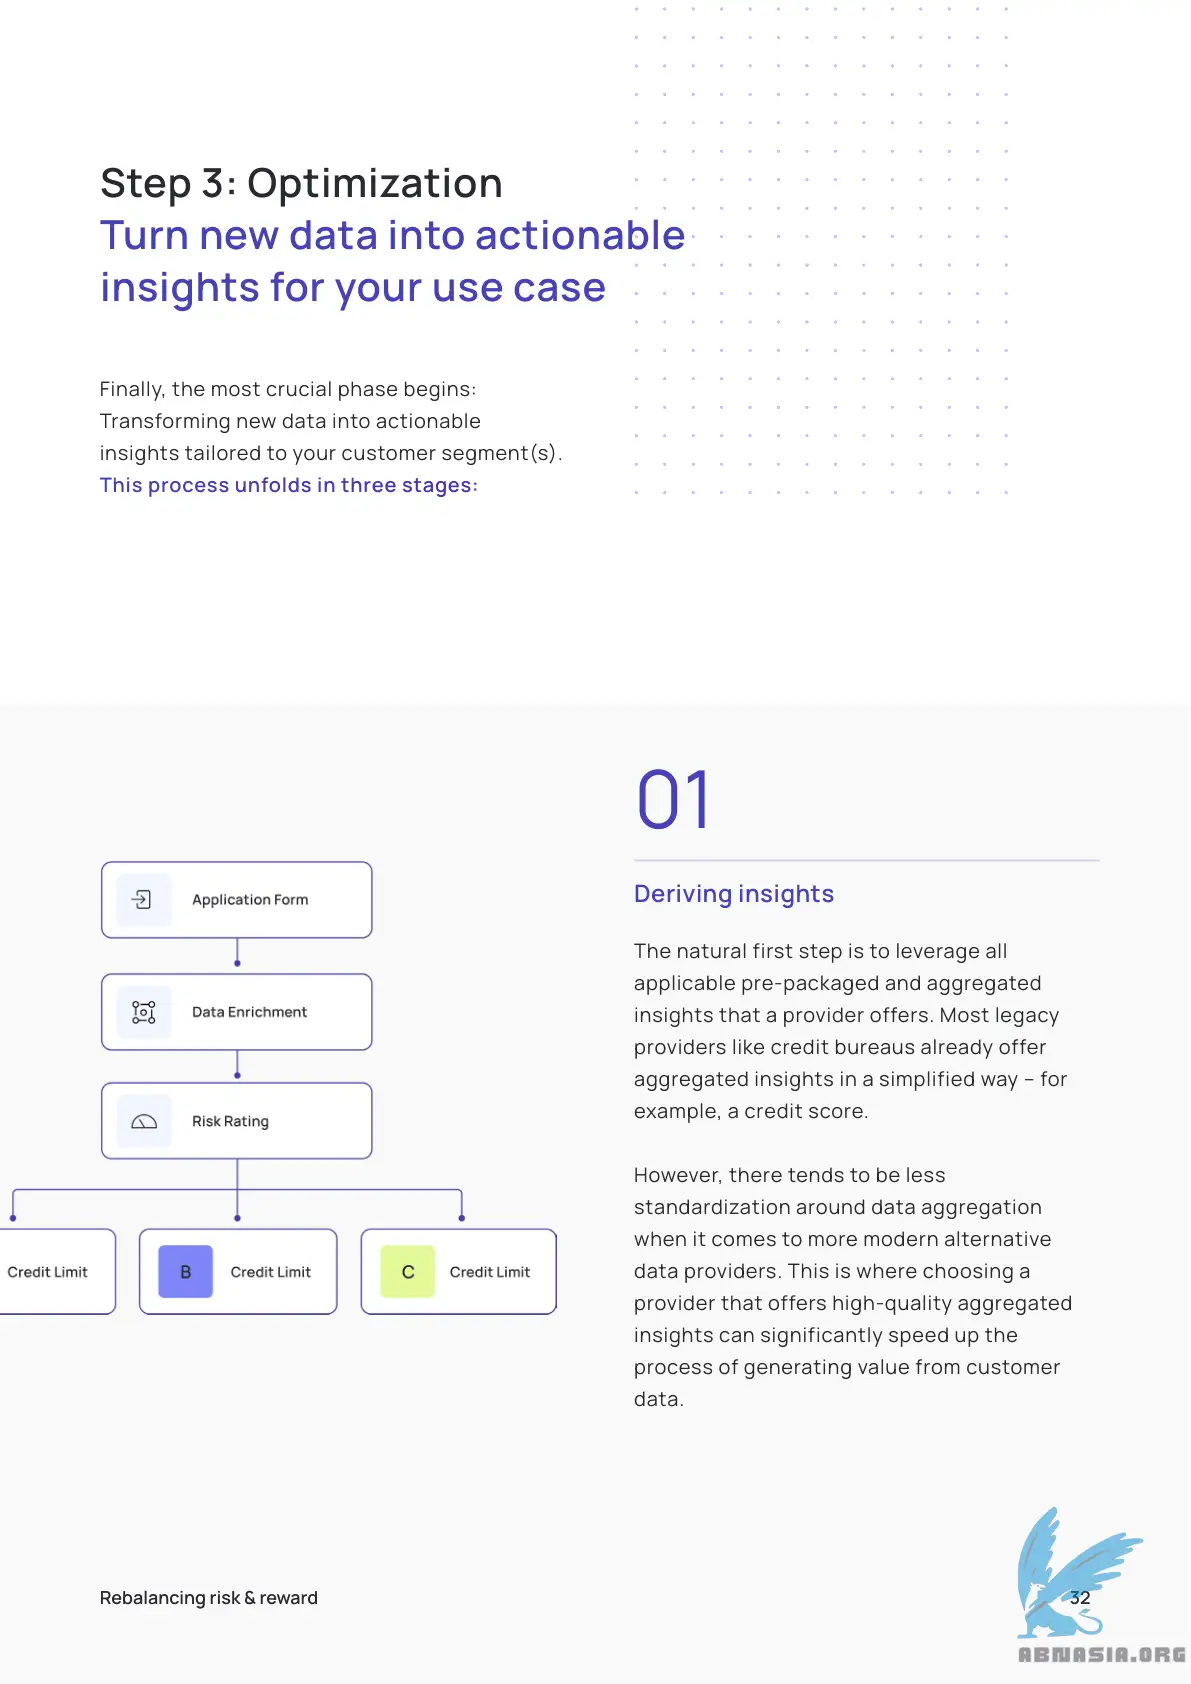 Step 3: Optimization
Turn new data into actionable
insights for your use case
Finally, the most crucial phase begins:
Transforming new data into actionable
insights tailored to your customer segment(s).
This process unfolds in three stages:
Application Form
Data Enrichment
Risk Rating
Credit Limit
B Credit Limit
C Credit Limit
01
Deriving insights
The natural first step is to leverage all
applicable pre-packaged and aggregated
insights that a provider offers. Most legacy
providers like credit bureaus already offer
aggregated insights in a simplified way – for
example, a credit score.
However, there tends to be less
standardization around data aggregation
when it comes to more modern alternative
data providers. This is where choosing a
provider that offers high-quality aggregated
insights can significantly speed up the
process of generating value from customer
data.
Rebalancing risk & reward
32
ABNASIA.ORG